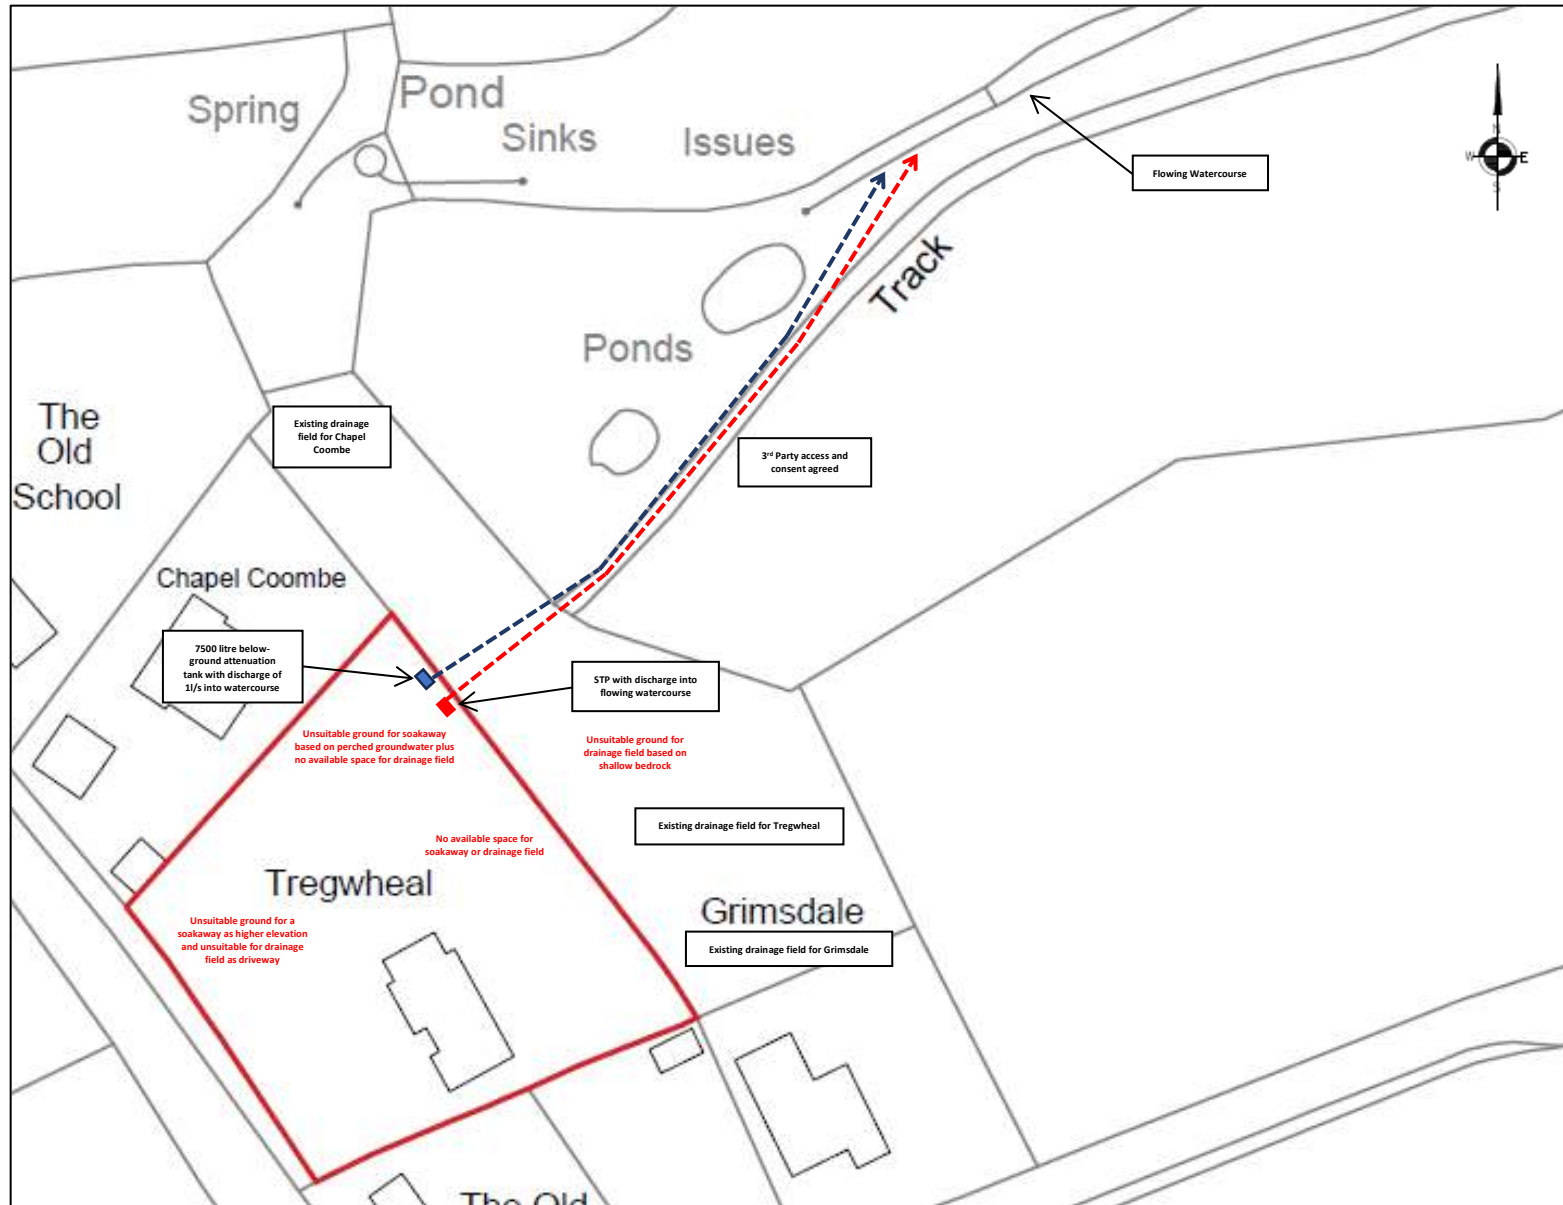 Pond
Spring
Sinks
Issues
Flowing Watercourse
N
W
E
S
Track
Ponds
The
Old
School
Existing drainage
field for Chapel
Coombe
3rd Party access and
consent agreed
Chapel Coombe
7500 litre below-
ground attenuation
tank with discharge of
1l/s into watercourse
STP with discharge into
flowing watercourse
Unsuitable ground for soakaway
based on perched groundwater plus
no available space for drainage field
Unsuitable ground for
drainage field based on
shallow bedrock
Existing drainage field for Tregwheal
No available space for
soakaway or drainage field
Tregwheal
Grimsdale
Unsuitable ground for a
soakaway as higher elevation
and unsuitable for drainage
field as driveway
Existing drainage field for Grimsdale
The Old